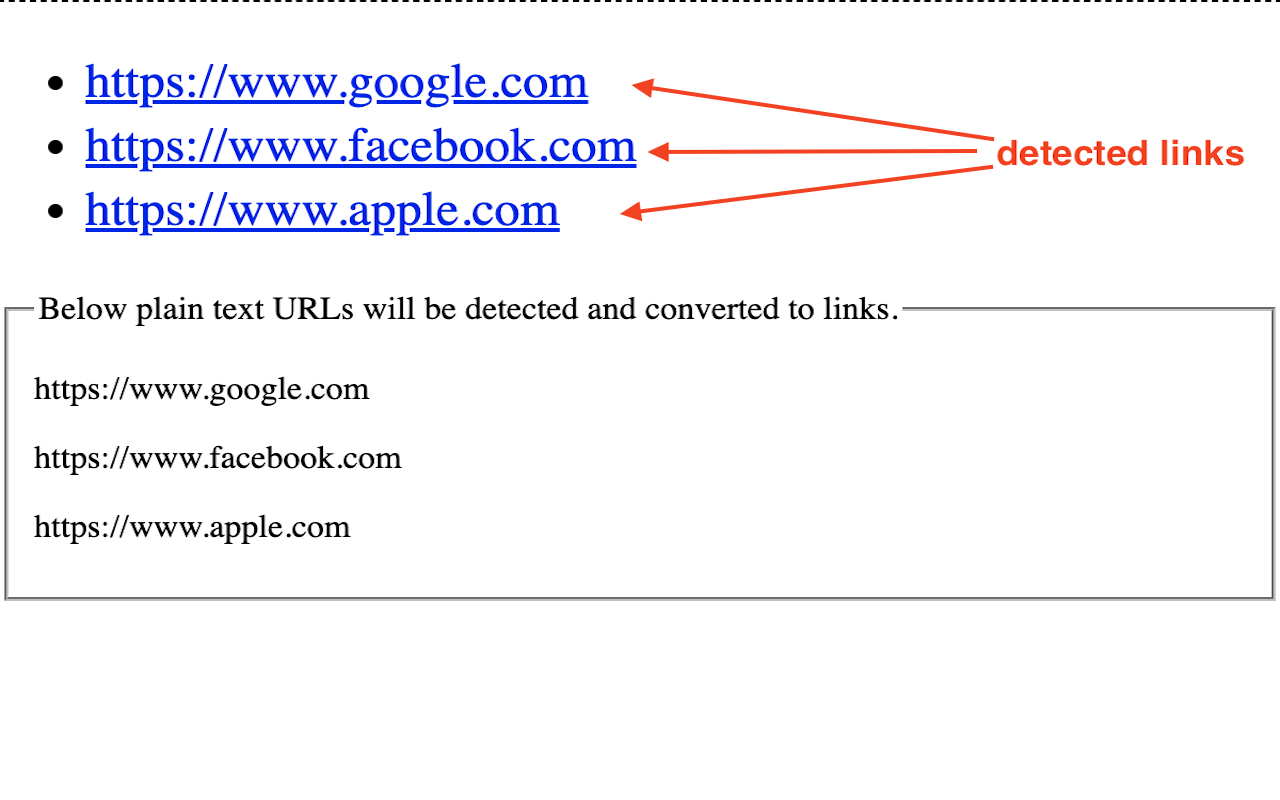 https://www.google.com
https://www.facebook.com
detected links
https://www.apple.com
Below plain text URLs will be detected and converted to links.
https://www.google.com
https://www.facebook.com
https://www.apple.com